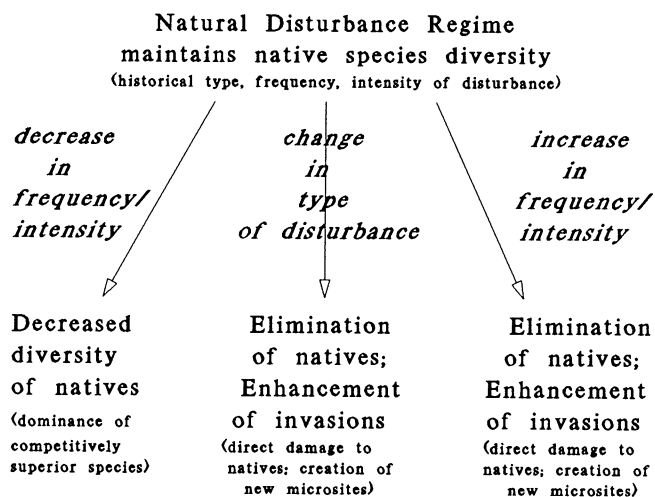 Natural Disturbance Regime
maintains native species diversity
(historical type, frequency, intensity of disturbance)
decrease
in
frequency/
intensity
change
in
type
of disturbance
increase
in
frequency/
intensity
Decreased
diversity
of natives
(dominance of
competitively
superior species)
Elimination
of natives;
Enhancement
of invasions
(direct damage to
natives; creation of
new microsites)
Elimination
of natives;
Enhancement
of invasions
(direct damage to
natives; creation of
new microsites)